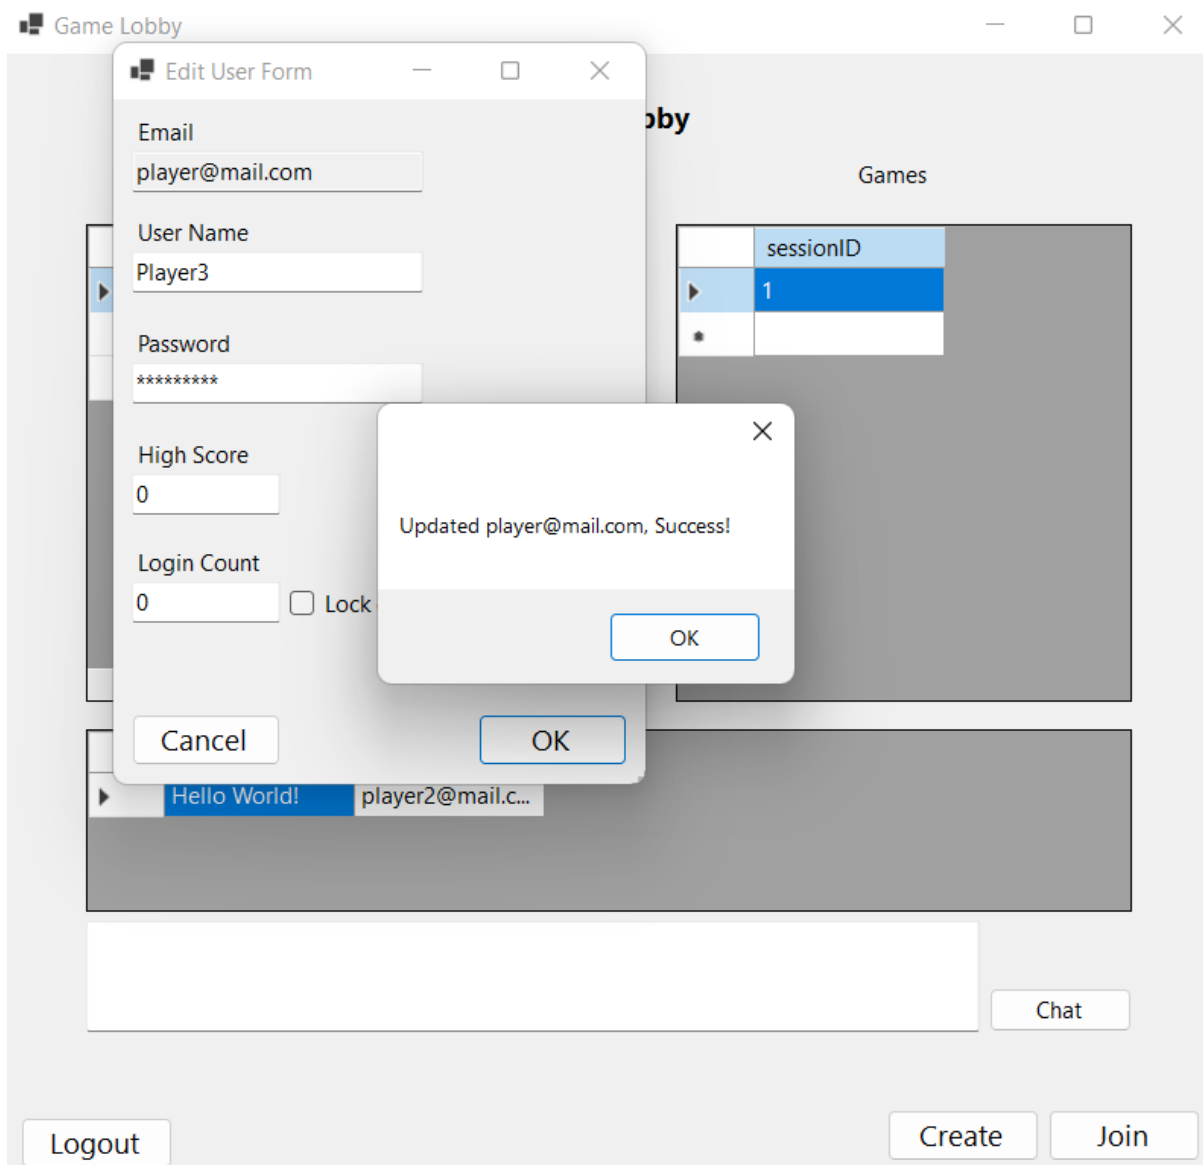 Game Lobby
Edit User Form
Email
player@mail.com
User Name
Player3
Password
*********
High Score
0
Login Count
0
Lock
Cancel
OK
Updated player@mail.com, Success!
OK
Games
sessionID
1
Hello World!
player2@mail.c...
Chat
Logout
Create
Join